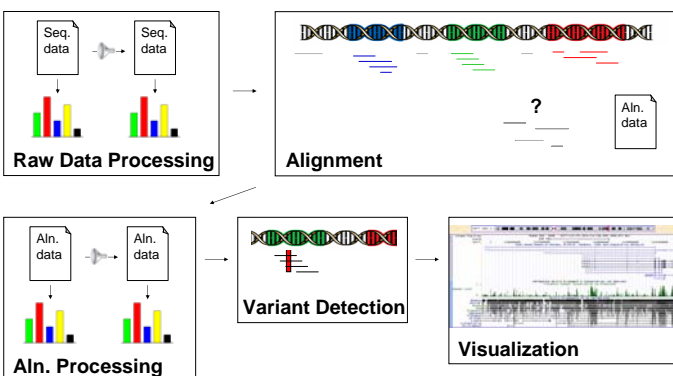 Seq.
data
Seq.
data
Raw Data Processing
?
Aln.
data
Alignment
Aln.
data
Aln.
data
Aln. Processing
Variant Detection
Visualization